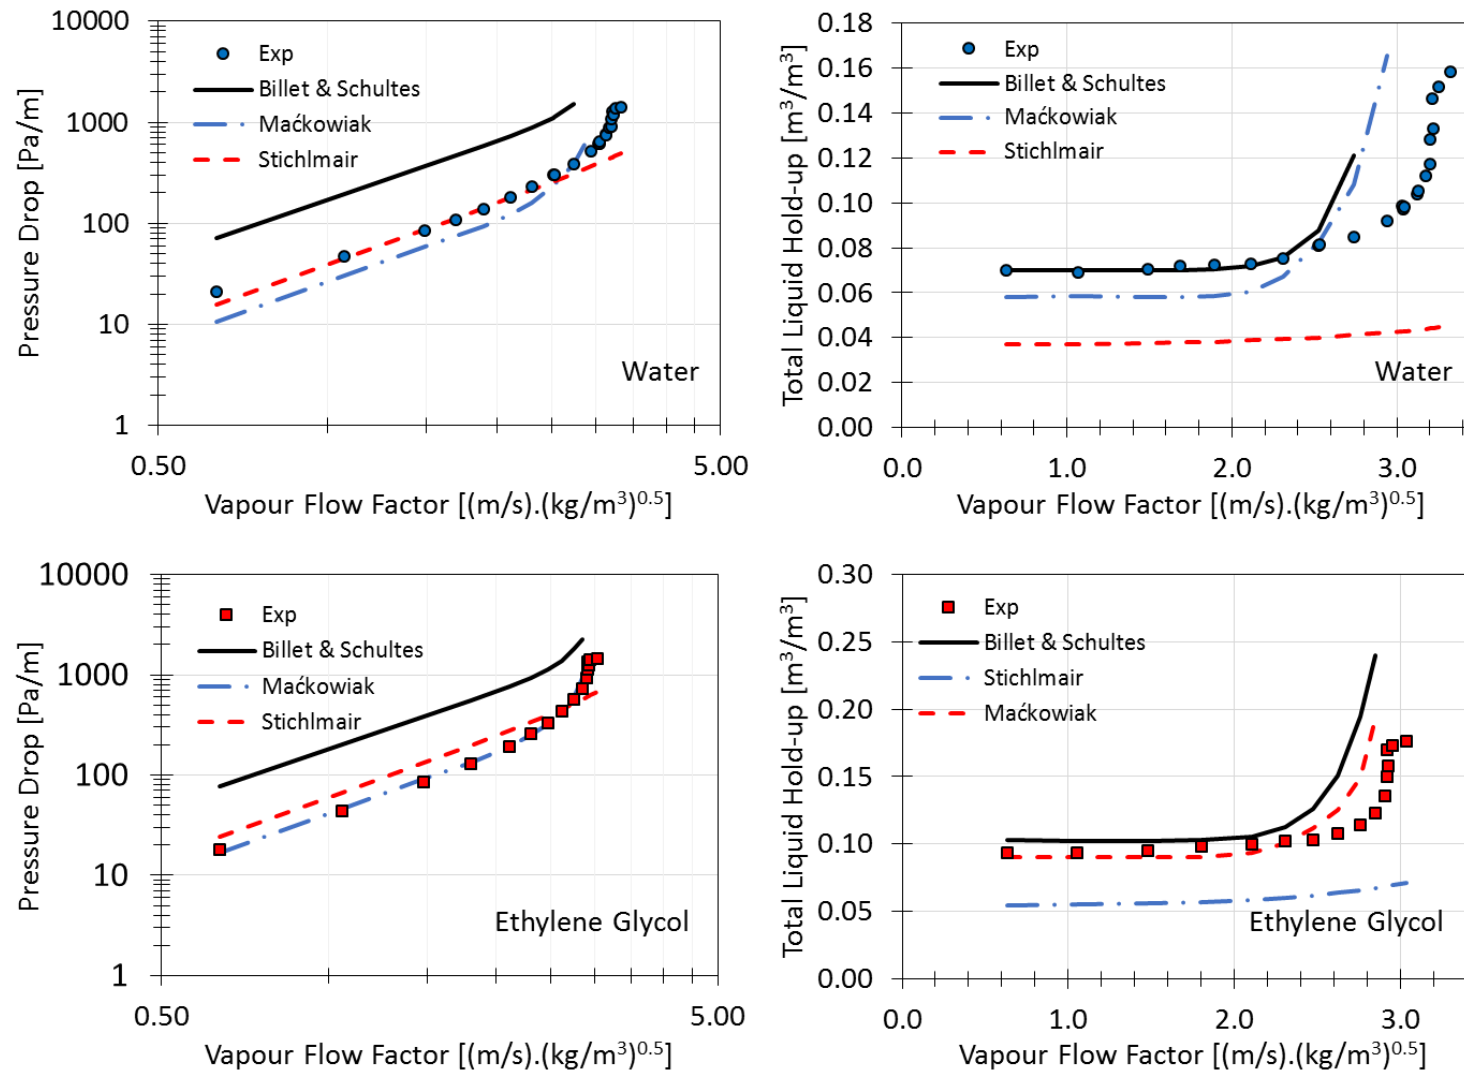 Pressure Drop [Pa/m]
10000
1000
100
10
1
Exp
Billet & Schultes
Maćkowiak
Stichlmair
Water
0.50
5.00
Vapour Flow Factor [(m/s).(kg/m³)⁰·⁵]
Total Liquid Hold-up [m³/m³]
0.18
0.16
0.14
0.12
0.10
0.08
0.06
0.04
0.02
0.00
Exp
Billet & Schultes
Maćkowiak
Stichlmair
Water
0.0
1.0
2.0
3.0
Vapour Flow Factor [(m/s).(kg/m³)⁰·⁵]
Pressure Drop [Pa/m]
10000
1000
100
10
1
Exp
Billet & Schultes
Maćkowiak
Stichlmair
Ethylene Glycol
0.50
5.00
Vapour Flow Factor [(m/s).(kg/m³)⁰·⁵]
Total Liquid Hold-up [m³/m³]
0.30
0.25
0.20
0.15
0.10
0.05
0.00
Exp
Billet & Schultes
Stichlmair
Maćkowiak
Ethylene Glycol
0.0
1.0
2.0
3.0
Vapour Flow Factor [(m/s).(kg/m³)⁰·⁵]